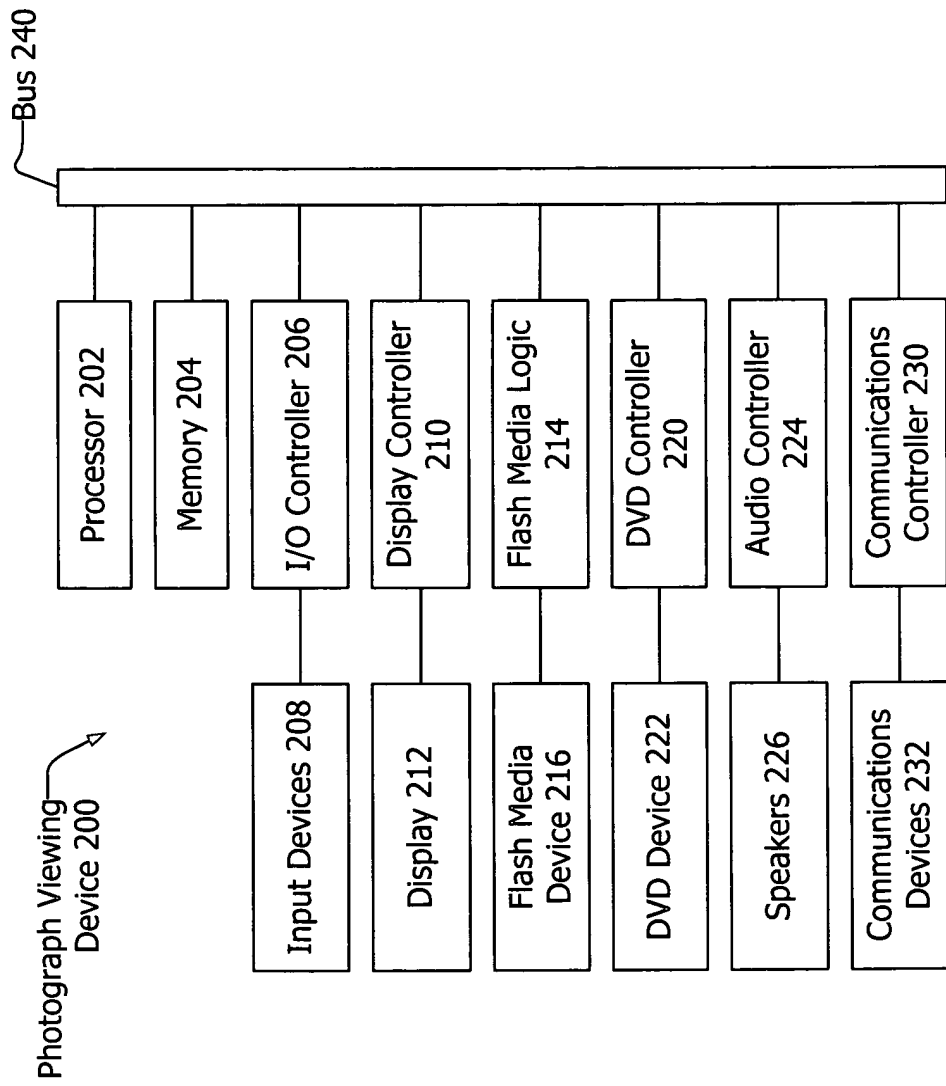 Photograph Viewing
Device 200
Bus 240
Processor 202
Memory 204
Input Devices 208
I/O Controller 206
Display 212
Display Controller
210
Flash Media
Device 216
Flash Media Logic
214
DVD Device 222
DVD Controller
220
Speakers 226
Audio Controller
224
Communications
Devices 232
Communications
Controller 230